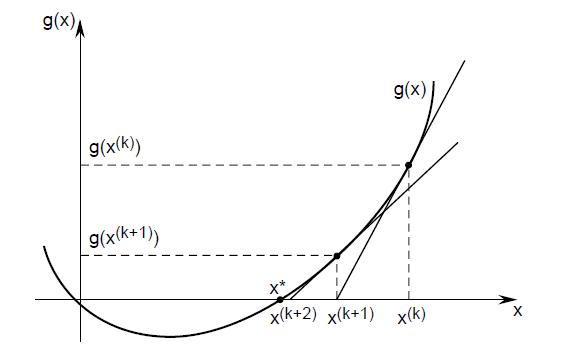 g(x)
g(x)
g(x(k))
g(x(k+1))
x*
x(k+2) x(k+1) x(k)
x